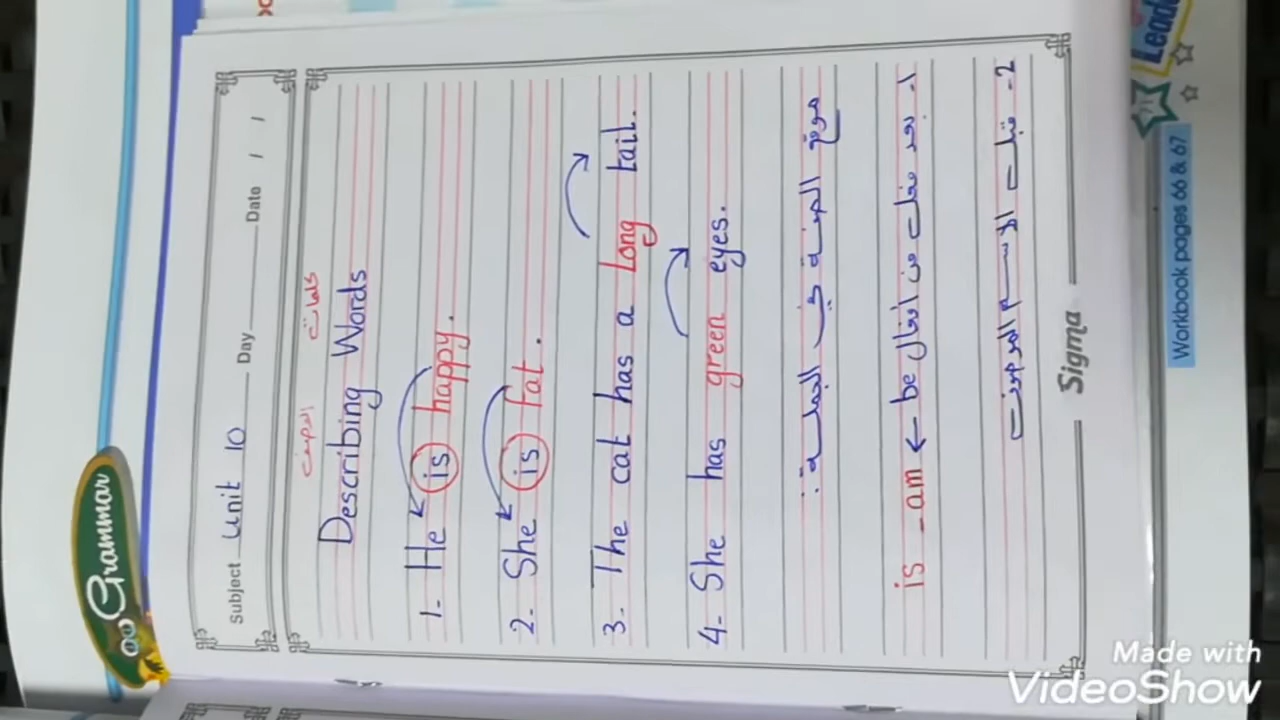 Grammar
Subject Unit 10 Day Date / /
كلمات الوصف
Describing Words
1- He is happy.
2- She is fat.
3- The cat has a long tail.
4- She has green eyes.
موقع الصفة في الجملة:
1- بعد فعل من أفعال be ← is - am
2- قبل الاسم الموصوف
Sigma
Workbook pages 66 & 67
71
Made with
VideoShow